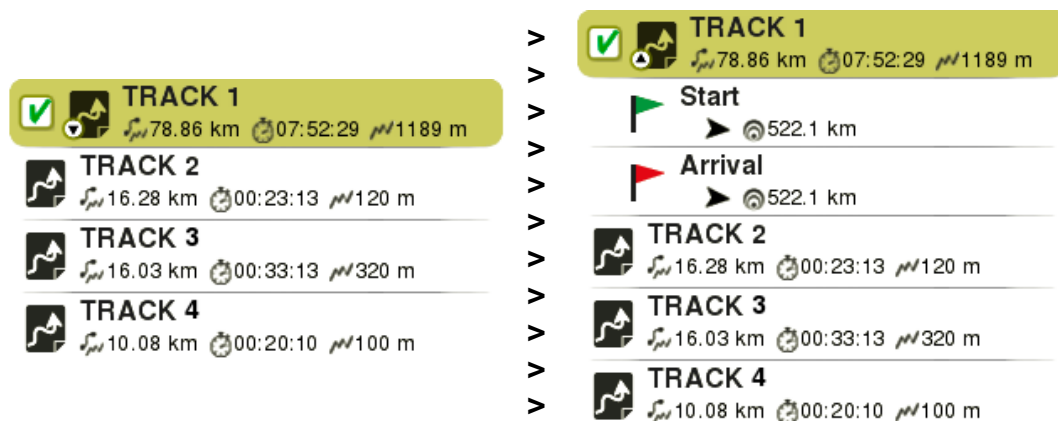 TRACK 1
78.86 km 07:52:29 1189 m
TRACK 2
16.28 km 00:23:13 120 m
TRACK 3
16.03 km 00:33:13 320 m
TRACK 4
10.08 km 00:20:10 100 m
>
>
>
>
>
>
>
>
>
>
>
TRACK 1
78.86 km 07:52:29 1189 m
Start
522.1 km
Arrival
522.1 km
TRACK 2
16.28 km 00:23:13 120 m
TRACK 3
16.03 km 00:33:13 320 m
TRACK 4
10.08 km 00:20:10 100 m